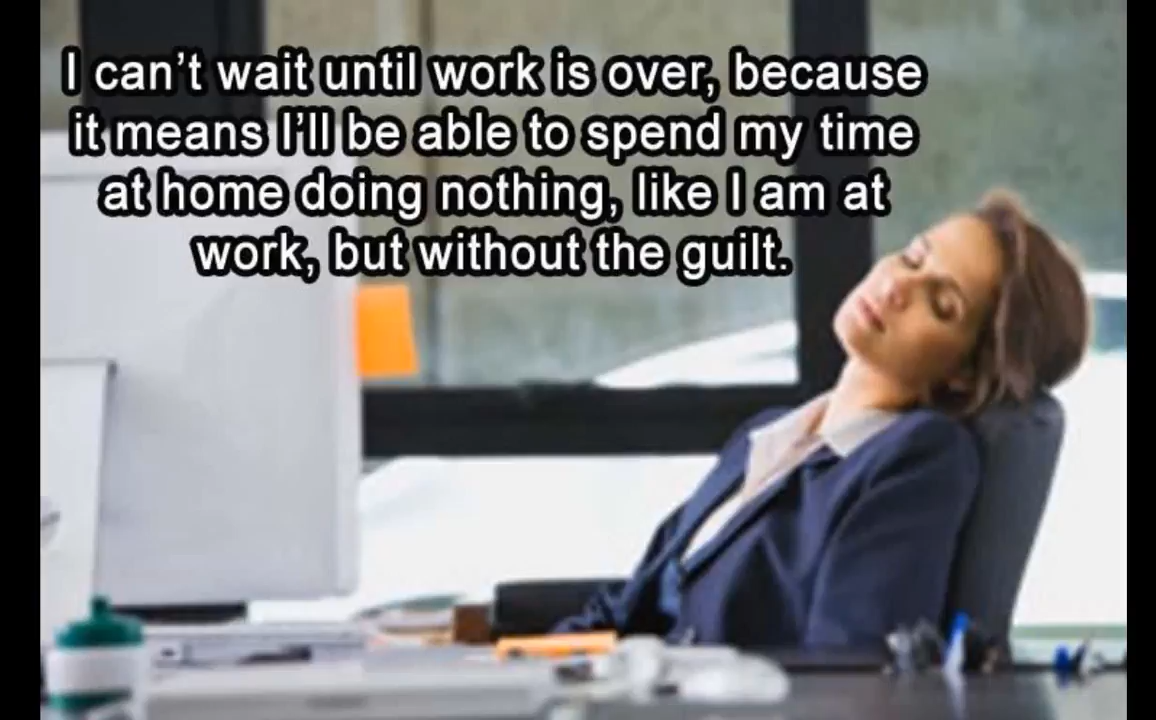 I can’t wait until work is over, because
it means I’ll be able to spend my time
at home doing nothing, like I am at
work, but without the guilt.